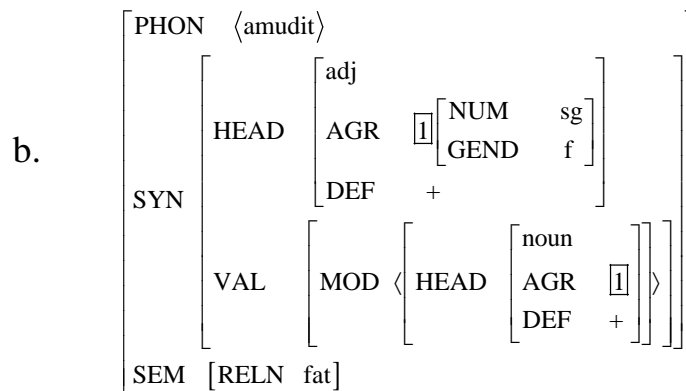 PHON ⟨amudit⟩
adj
NUM sg
b. HEAD AGR 1 GEND f
DEF +
SYN
noun
VAL MOD ⟨ HEAD AGR 1 ⟩
DEF +
SEM [RELN fat]